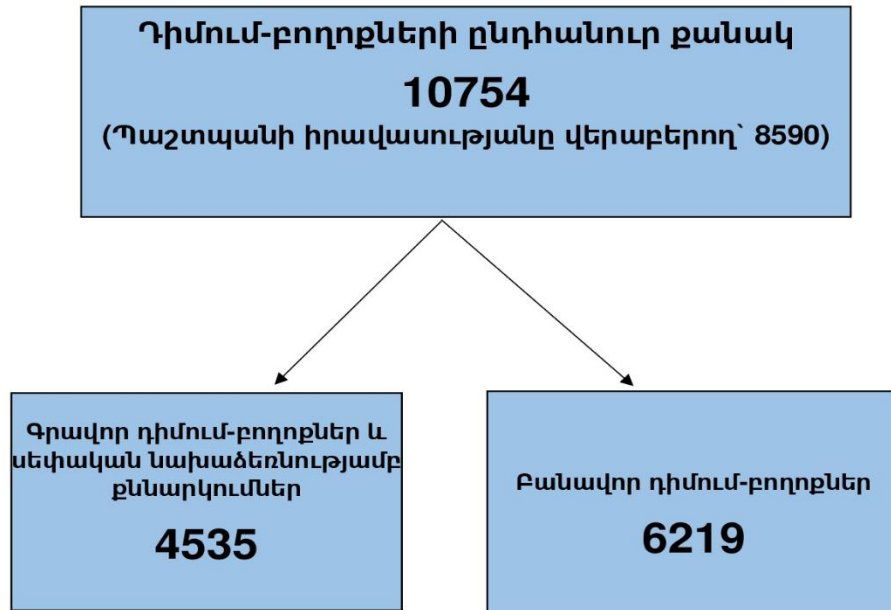 Դիմում-բողոքների ընդհանուր քանակ
10754
(Պաշտպանի իրավասությանը վերաբերող՝ 8590)
Գրավոր դիմում-բողոքներ և
սեփական նախաձեռնությամբ
քննարկումներ
4535
Բանավոր դիմում-բողոքներ
6219